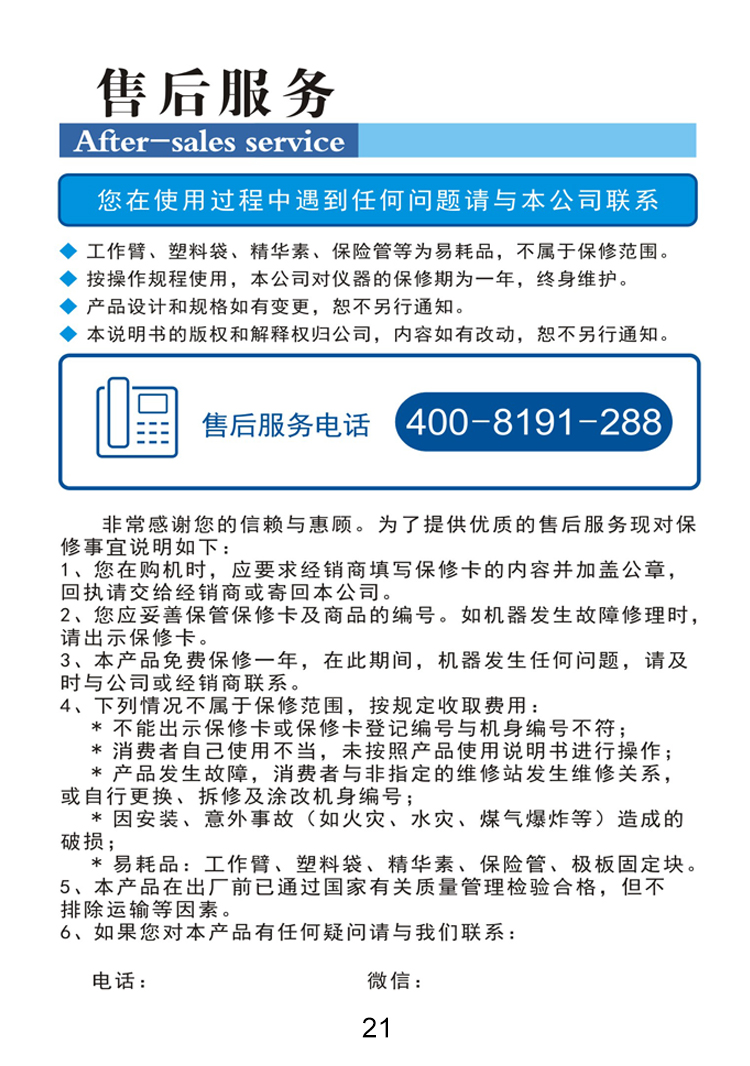 售后服务
After-sales service
您在使用过程中遇到任何问题请与本公司联系
◆ 工作臂、塑料袋、精华素、保险管等为易耗品，不属于保修范围。
◆ 按操作规程使用，本公司对仪器的保修期为一年，终身维护。
◆ 产品设计和规格如有变更，恕不另行通知。
◆ 本说明书的版权和解释权归公司，内容如有改动，恕不另行通知。
售后服务电话 400-8191-288
非常感谢您的信赖与惠顾。为了提供优质的售后服务现对保
修事宜说明如下：
1、您在购机时，应要求经销商填写保修卡的内容并加盖公章，
回执请交给经销商或寄回本公司。
2、您应妥善保管保修卡及商品的编号。如机器发生故障修理时，
请出示保修卡。
3、本产品免费保修一年，在此期间，机器发生任何问题，请及
时与公司或经销商联系。
4、下列情况不属于保修范围，按规定收取费用：
* 不能出示保修卡或保修卡登记编号与机身编号不符；
* 消费者自己使用不当，未按照产品使用说明书进行操作；
* 产品发生故障，消费者与非指定的维修站发生维修关系，
或自行更换、拆修及涂改机身编号；
* 因安装、意外事故（如火灾、水灾、煤气爆炸等）造成的
破损；
* 易耗品：工作臂、塑料袋、精华素、保险管、极板固定块。
5、本产品在出厂前已通过国家有关质量管理检验合格，但不
排除运输等因素。
6、如果您对本产品有任何疑问请与我们联系：
电话： 微信：
21